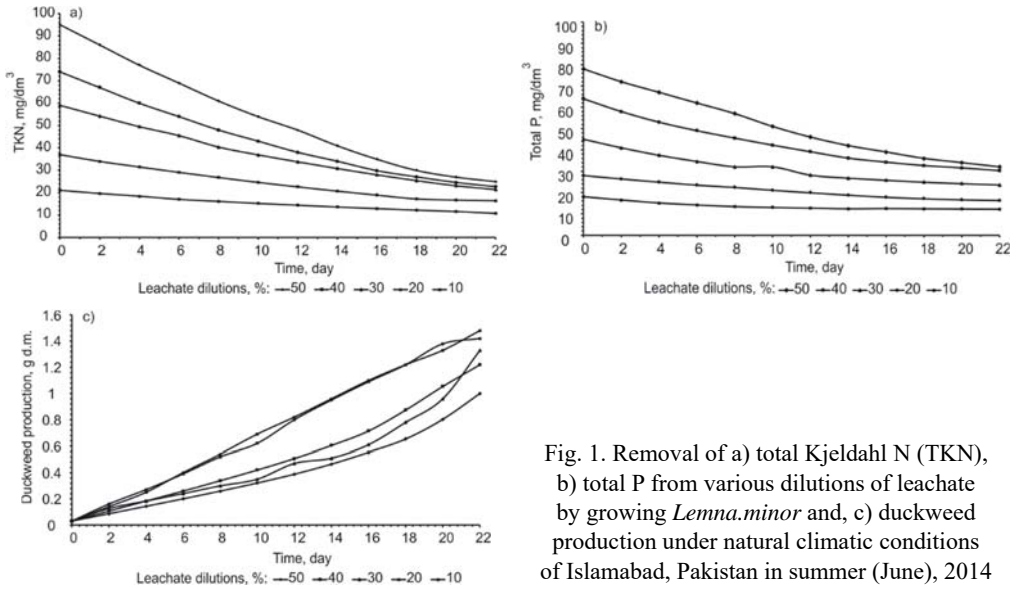 a)
100
90
80
70
60
50
40
30
20
10
0
TKN, mg/dm³
0 2 4 6 8 10 12 14 16 18 20 22
Time, day
Leachate dilutions, %: 50 40 30 20 10
b)
100
90
80
70
60
50
40
30
20
10
0
Total P, mg/dm³
0 2 4 6 8 10 12 14 16 18 20 22
Time, day
Leachate dilutions, %: 50 40 30 20 10
c)
1.6
1.4
1.2
1
0.8
0.6
0.4
0.2
0
Duckweed production, g d.m.
0 2 4 6 8 10 12 14 16 18 20 22
Time, day
Leachate dilutions, %: 50 40 30 20 10
Fig. 1. Removal of a) total Kjeldahl N (TKN),
b) total P from various dilutions of leachate
by growing Lemna.minor and, c) duckweed
production under natural climatic conditions
of Islamabad, Pakistan in summer (June), 2014